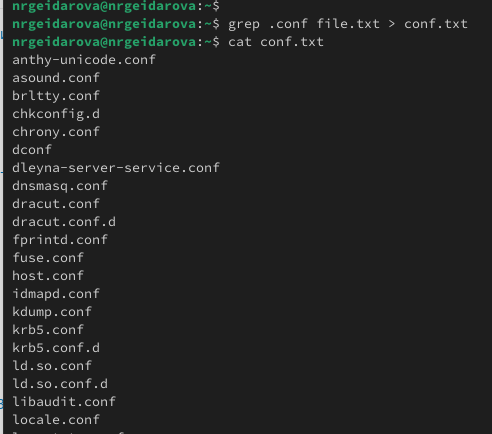 nrgeidarova@nrgeidarova:~$
nrgeidarova@nrgeidarova:~$ grep .conf file.txt > conf.txt
nrgeidarova@nrgeidarova:~$ cat conf.txt
anthy-unicode.conf
asound.conf
brltty.conf
chkconfig.d
chrony.conf
dconf
dleyna-server-service.conf
dnsmasq.conf
dracut.conf
dracut.conf.d
fprintd.conf
fuse.conf
host.conf
idmapd.conf
kdump.conf
krb5.conf
krb5.conf.d
ld.so.conf
ld.so.conf.d
libaudit.conf
locale.conf